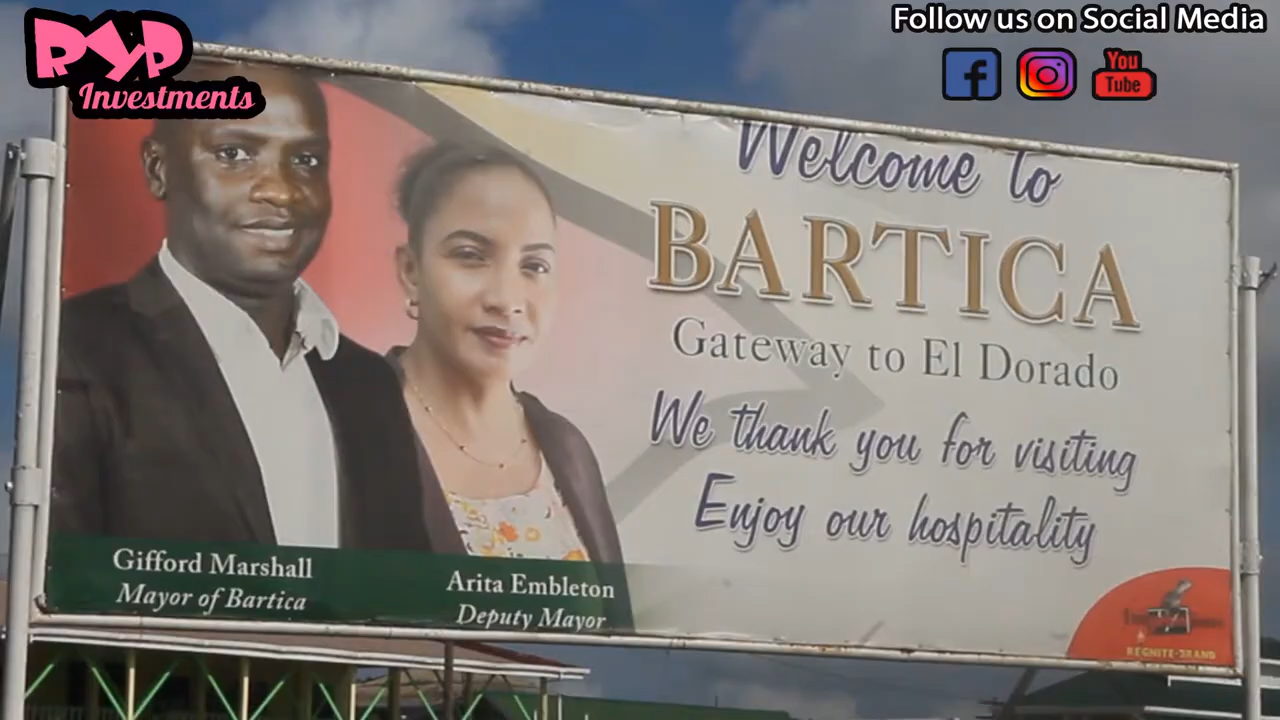 RYP
Investments
Follow us on Social Media
You
Tube
Welcome to
BARTICA
Gateway to El Dorado
We thank you for visiting
Enjoy our hospitality
Gifford Marshall
Mayor of Bartica
Arita Embleton
Deputy Mayor